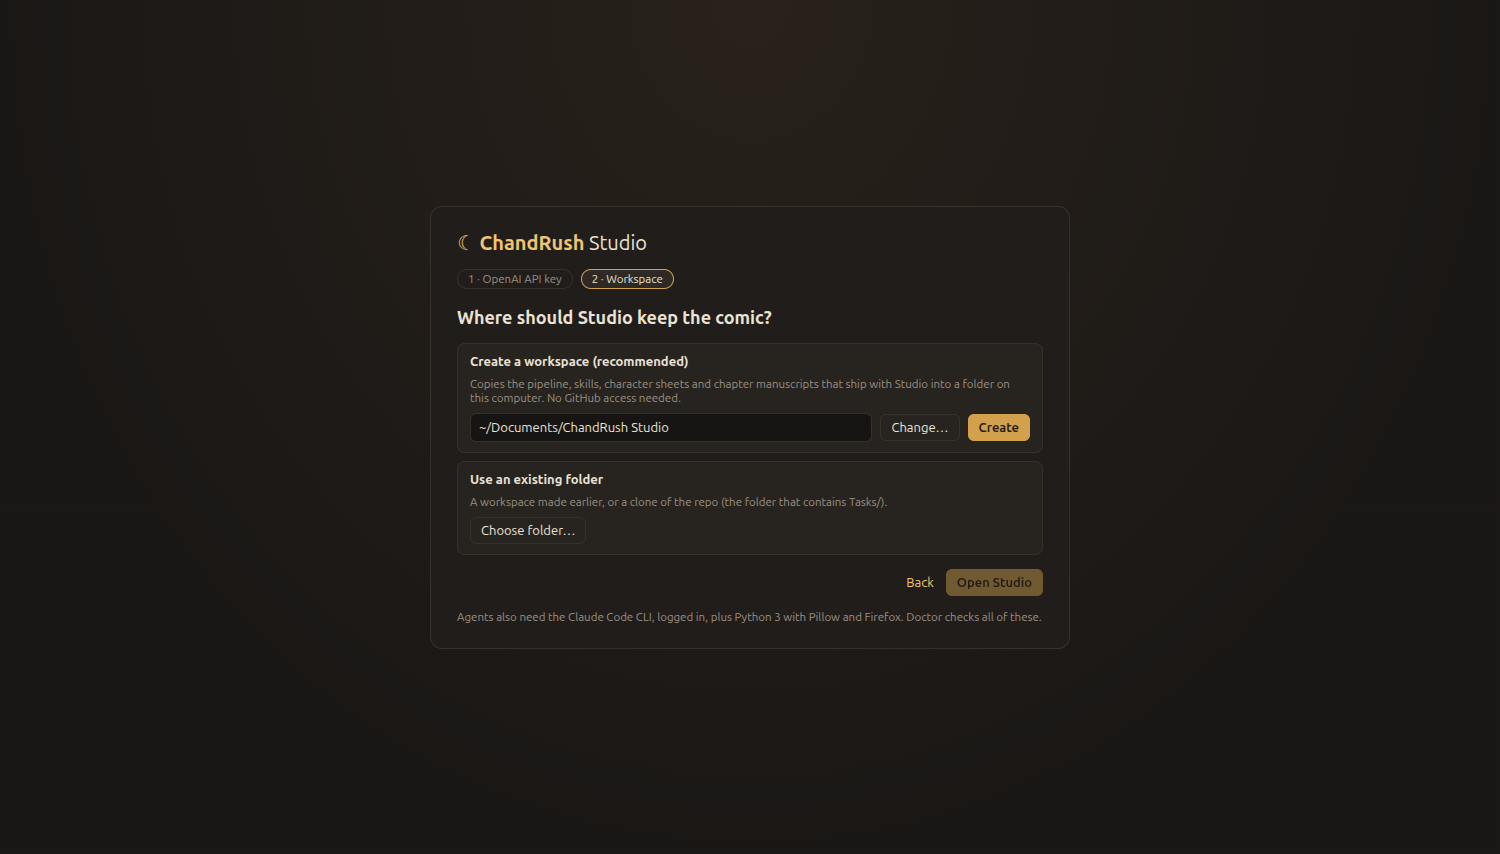 ☾ ChandRush Studio
1 · OpenAI API key
2 · Workspace
Where should Studio keep the comic?
Create a workspace (recommended)
Copies the pipeline, skills, character sheets and chapter manuscripts that ship with Studio into a folder on
this computer. No GitHub access needed.
~/Documents/ChandRush Studio
Change…
Create
Use an existing folder
A workspace made earlier, or a clone of the repo (the folder that contains Tasks/).
Choose folder…
Back
Open Studio
Agents also need the Claude Code CLI, logged in, plus Python 3 with Pillow and Firefox. Doctor checks all of these.